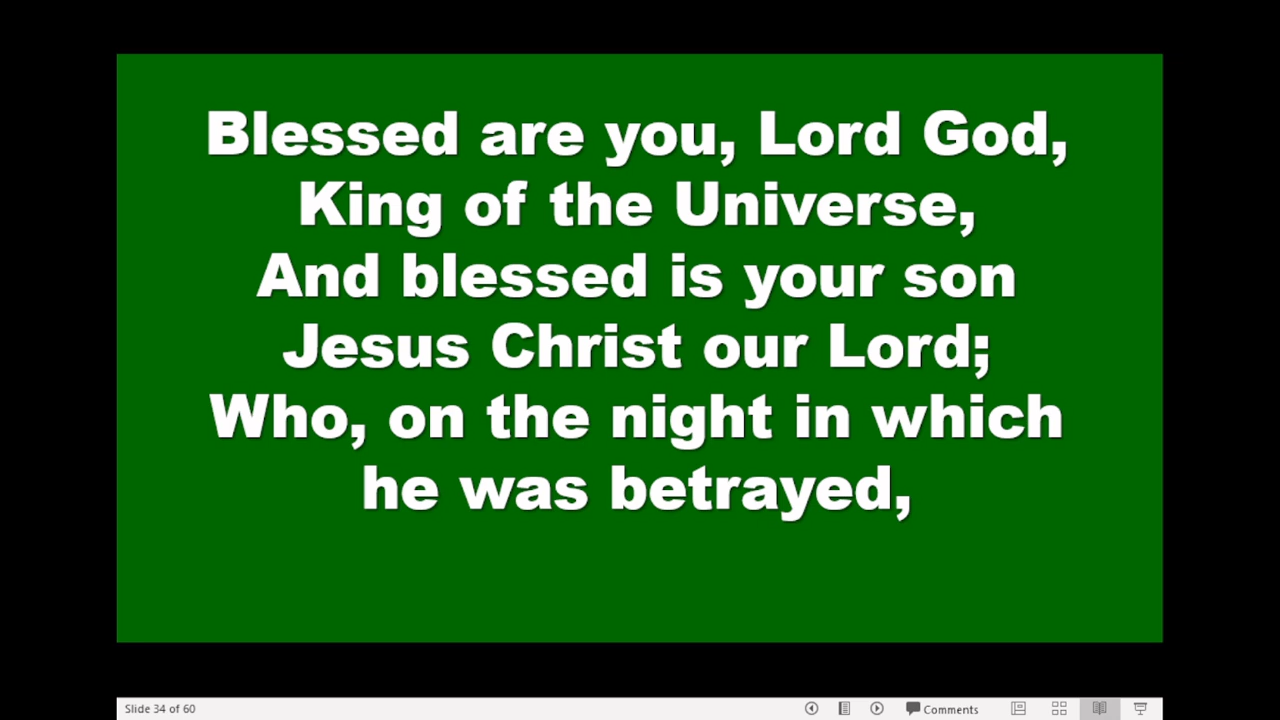 Blessed are you, Lord God,
King of the Universe,
And blessed is your son
Jesus Christ our Lord;
Who, on the night in which
he was betrayed,
Slide 34 of 60
Comments